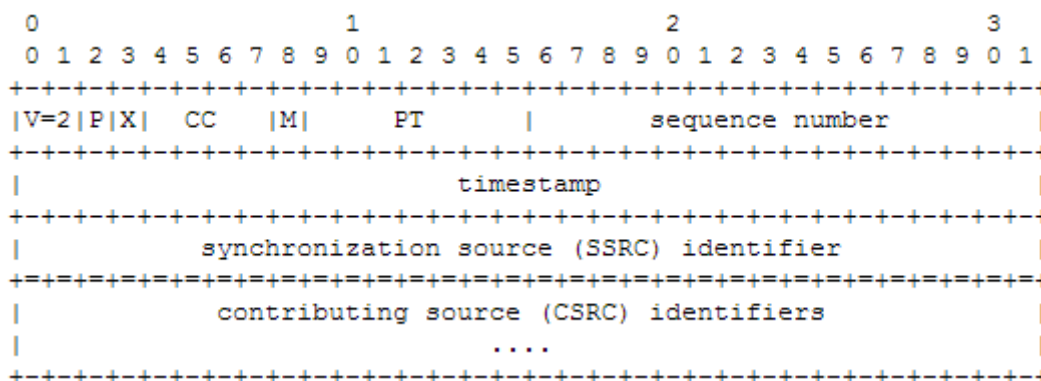 0                   1                   2                   3
0 1 2 3 4 5 6 7 8 9 0 1 2 3 4 5 6 7 8 9 0 1 2 3 4 5 6 7 8 9 0 1
+-+-+-+-+-+-+-+-+-+-+-+-+-+-+-+-+-+-+-+-+-+-+-+-+-+-+-+-+-+-+-+-+
|V=2|P|X|  CC   |M|     PT      |       sequence number         |
+-+-+-+-+-+-+-+-+-+-+-+-+-+-+-+-+-+-+-+-+-+-+-+-+-+-+-+-+-+-+-+-+
|                           timestamp                           |
+-+-+-+-+-+-+-+-+-+-+-+-+-+-+-+-+-+-+-+-+-+-+-+-+-+-+-+-+-+-+-+-+
|           synchronization source (SSRC) identifier            |
+=+=+=+=+=+=+=+=+=+=+=+=+=+=+=+=+=+=+=+=+=+=+=+=+=+=+=+=+=+=+=+=+
|            contributing source (CSRC) identifiers             |
|                             ....                              |
+-+-+-+-+-+-+-+-+-+-+-+-+-+-+-+-+-+-+-+-+-+-+-+-+-+-+-+-+-+-+-+-+